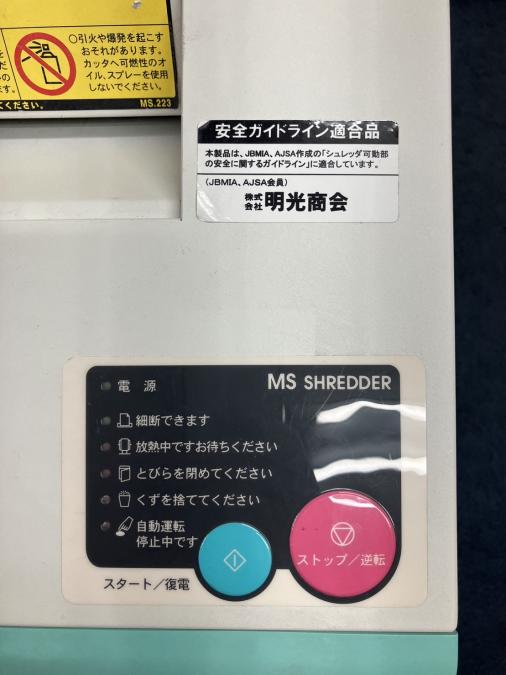 ○引火や爆発を起こす
おそれがあります。
カッタへ可燃性のオ
イル、スプレーを使用
しないでください。
ください。
MS.223
安全ガイドライン適合品
本製品は、JBMIA、AJSA作成の「シュレッダ可動部
の安全に関するガイドライン」に適合しています。
(JBMIA、AJSA会員)
株式会社 明光商会
電源
MS SHREDDER
細断できます
放熱中ですお待ちください
とびらを閉めてください
くずを捨ててください
自動運転
停止中です
ストップ/逆転
スタート/復電